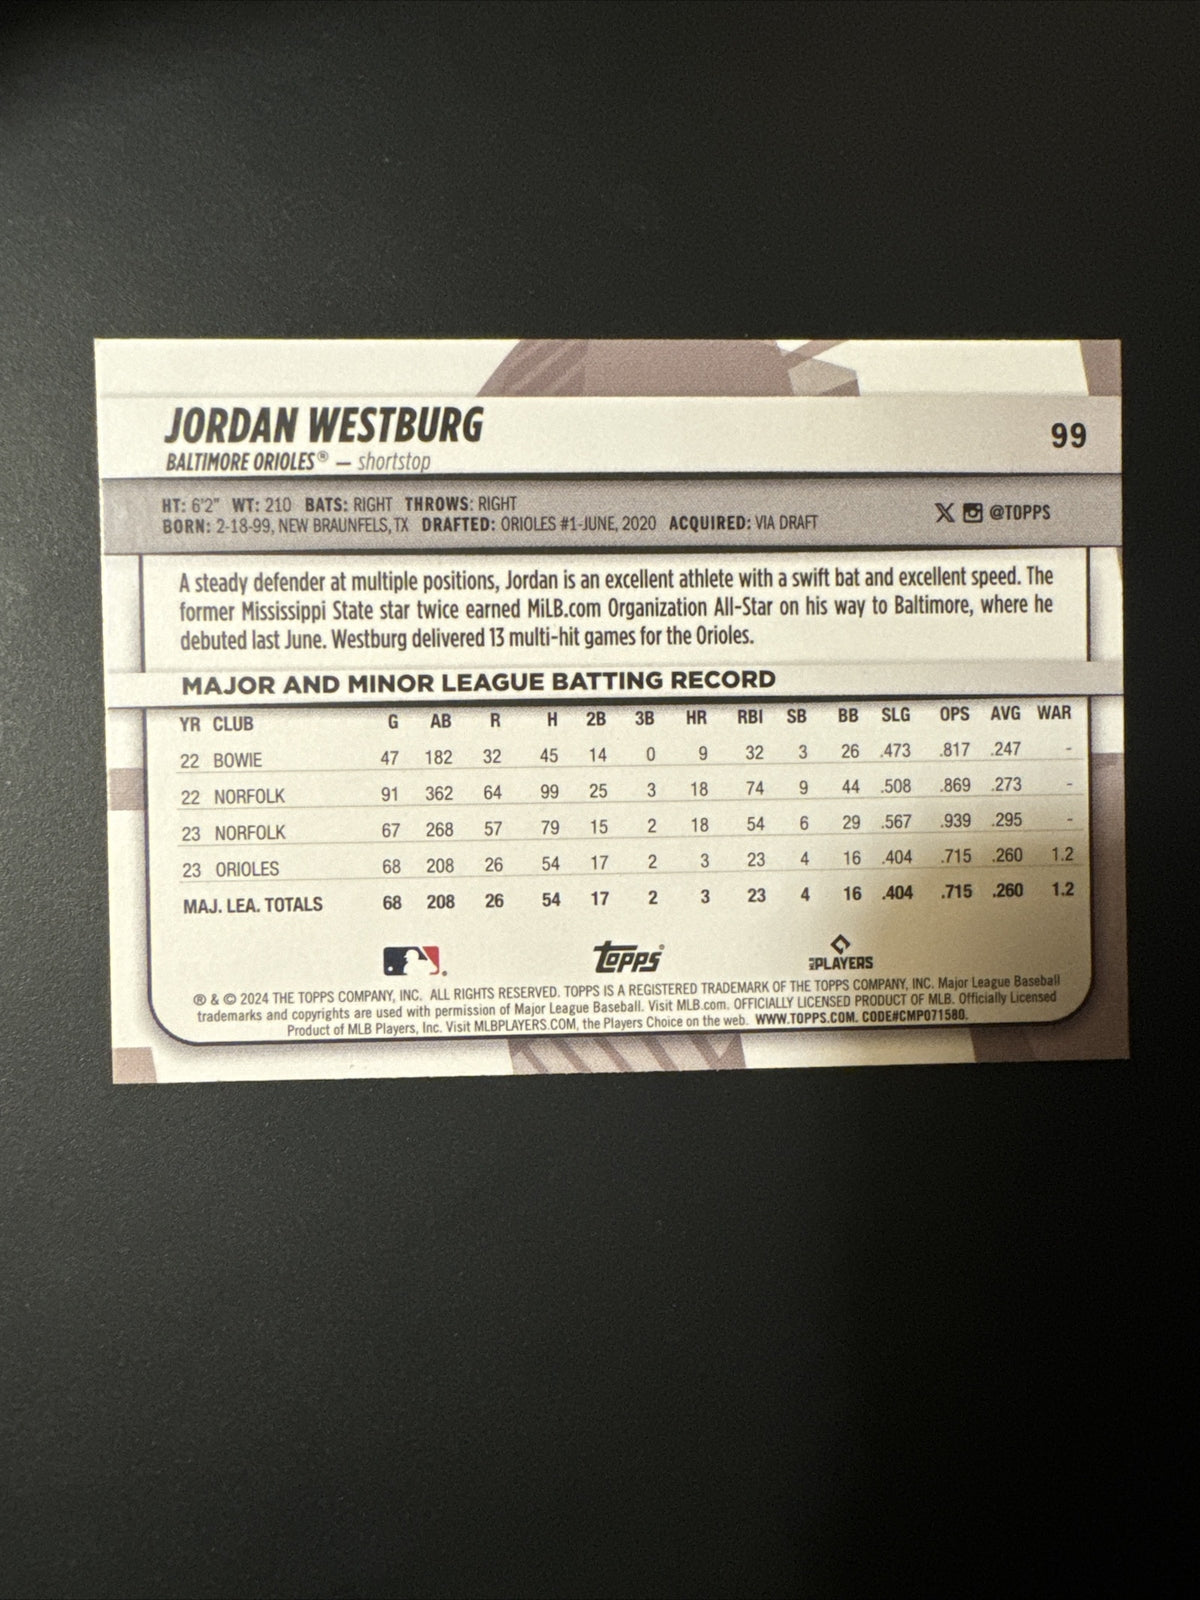 JORDAN WESTBURG
99
BALTIMORE ORIOLES® — shortstop
HT: 6'2" WT: 210 BATS: RIGHT THROWS: RIGHT
BORN: 2-18-99, NEW BRAUNFELS, TX DRAFTED: ORIOLES #1-JUNE, 2020 ACQUIRED: VIA DRAFT
@TOPPS
A steady defender at multiple positions, Jordan is an excellent athlete with a swift bat and excellent speed. The
former Mississippi State star twice earned MiLB.com Organization All-Star on his way to Baltimore, where he
debuted last June. Westburg delivered 13 multi-hit games for the Orioles.
MAJOR AND MINOR LEAGUE BATTING RECORD
YR CLUB G AB R H 2B 3B HR RBI SB BB SLG OPS AVG WAR
22 BOWIE 47 182 32 45 14 0 9 32 3 26 .473 .817 .247 -
22 NORFOLK 91 362 64 99 25 3 18 74 9 44 .508 .869 .273 -
23 NORFOLK 67 268 57 79 15 2 18 54 6 29 .567 .939 .295 -
23 ORIOLES 68 208 26 54 17 2 3 23 4 16 .404 .715 .260 1.2
MAJ. LEA. TOTALS 68 208 26 54 17 2 3 23 4 16 .404 .715 .260 1.2
topps®
MLB PLAYERS
® & © 2024 THE TOPPS COMPANY, INC. ALL RIGHTS RESERVED. TOPPS IS A REGISTERED TRADEMARK OF THE TOPPS COMPANY, INC. Major League Baseball
trademarks and copyrights are used with permission of Major League Baseball. Visit MLB.com. OFFICIALLY LICENSED PRODUCT OF MLB. Officially Licensed
Product of MLB Players, Inc. Visit MLBPLAYERS.COM, the Players Choice on the web. WWW.TOPPS.COM. CODE#CMP071580.